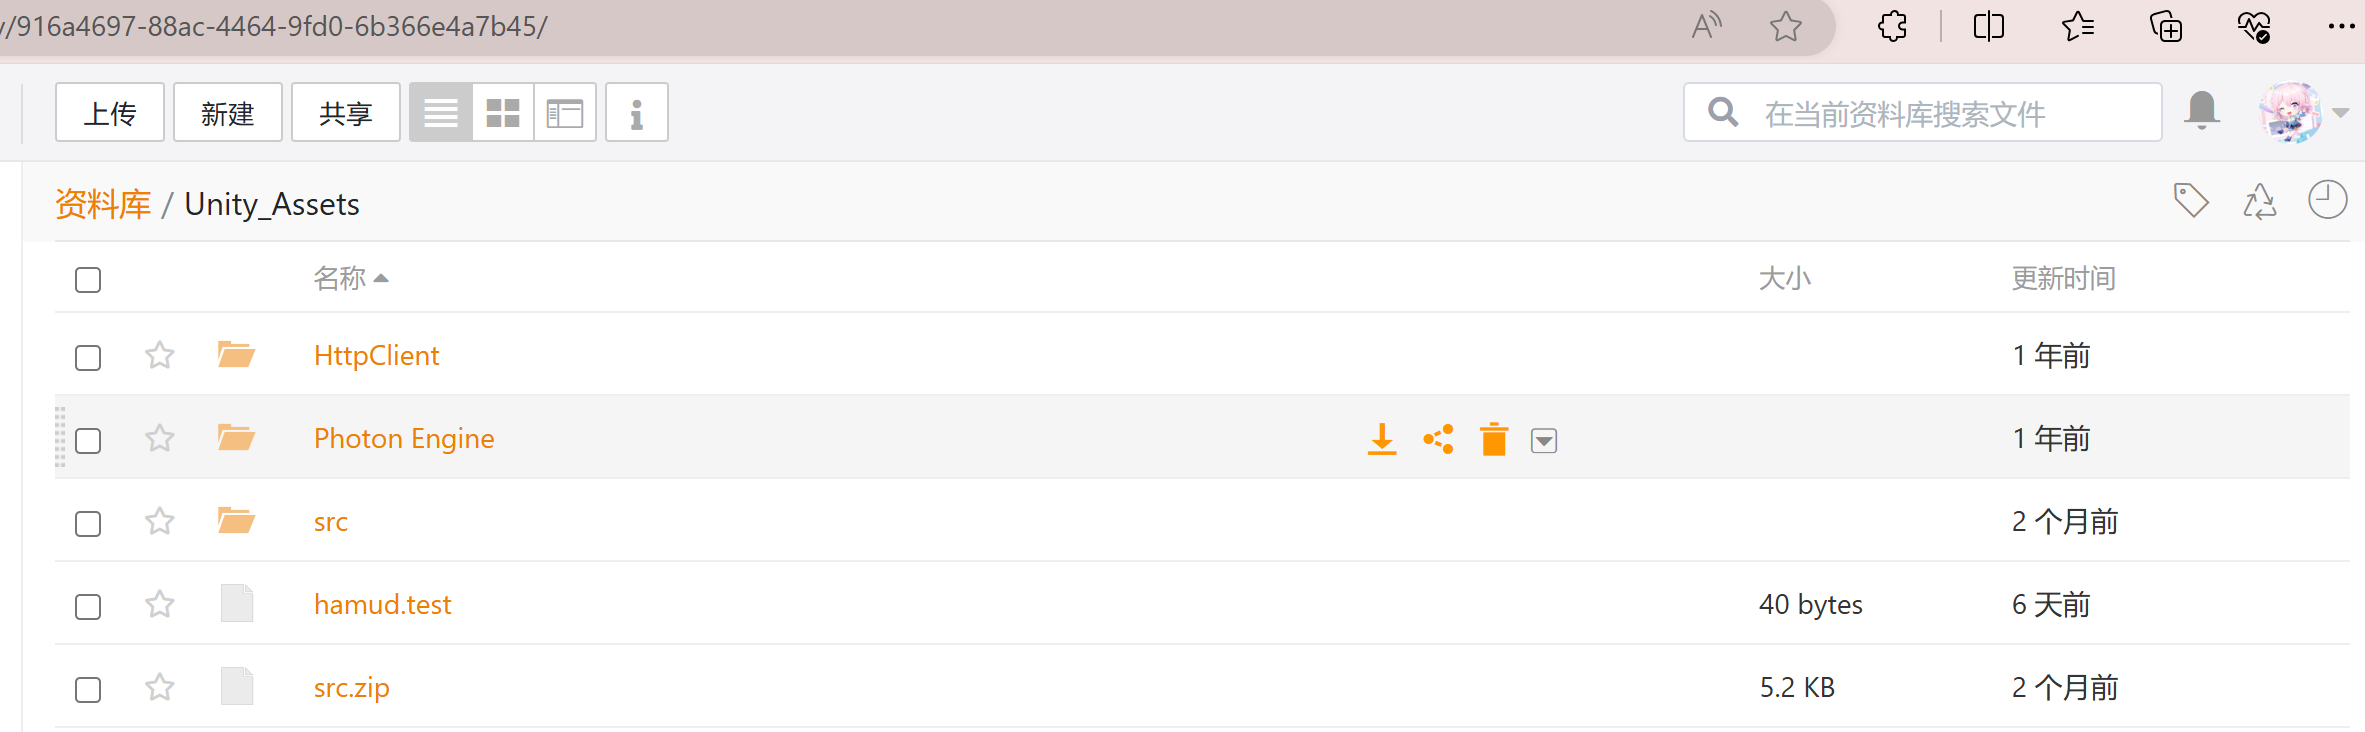 /916a4697-88ac-4464-9fd0-6b366e4a7b45/
上传 新建 共享 在当前资料库搜索文件
资料库 / Unity_Assets
名称 大小 更新时间
HttpClient 1 年前
Photon Engine 1 年前
src 2 个月前
hamud.test 40 bytes 6 天前
src.zip 5.2 KB 2 个月前